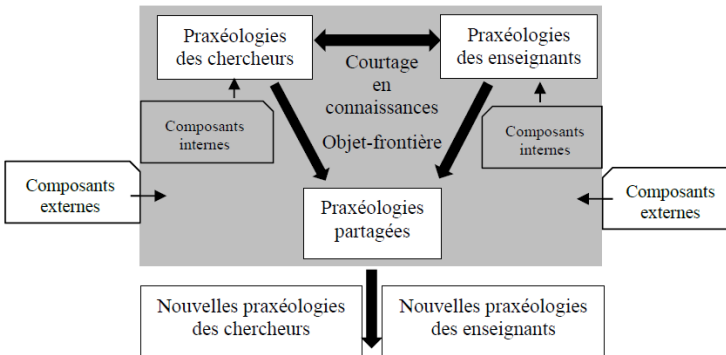 Praxéologies
des chercheurs
Praxéologies
des enseignants
Courtage
en
connaissances
Objet-frontière
Composants
internes
Composants
internes
Composants
externes
Composants
externes
Praxéologies
partagées
Nouvelles praxéologies
des chercheurs
Nouvelles praxéologies
des enseignants